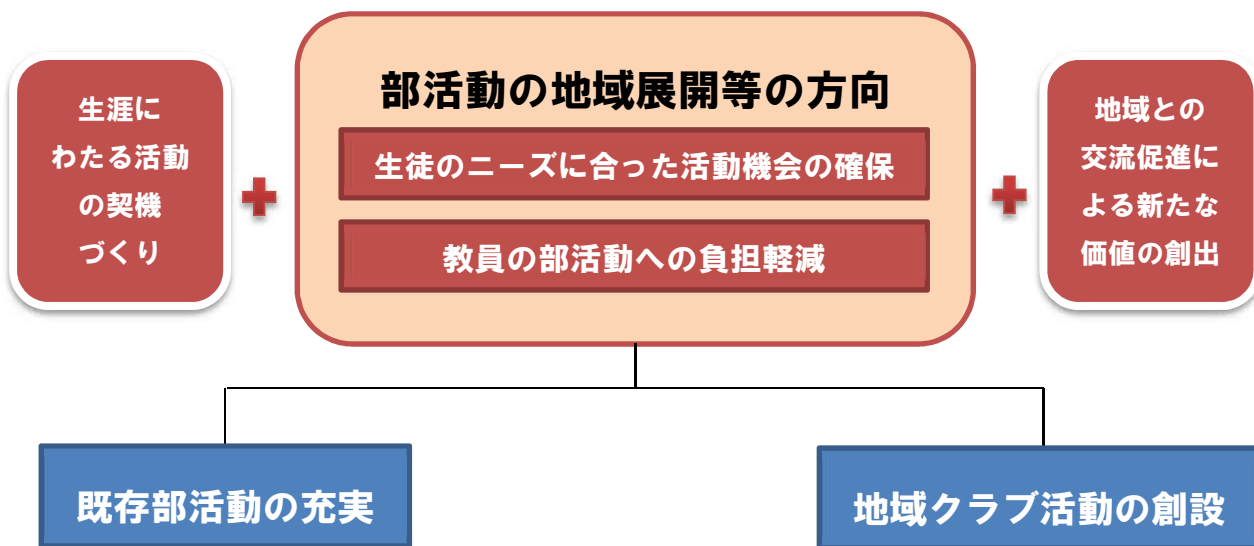 部活動の地域展開等の方向
生徒のニーズに合った活動機会の確保
教員の部活動への負担軽減
生涯に
わたる活動
の契機
づくり
地域との
交流促進に
よる新たな
価値の創出
既存部活動の充実
地域クラブ活動の創設